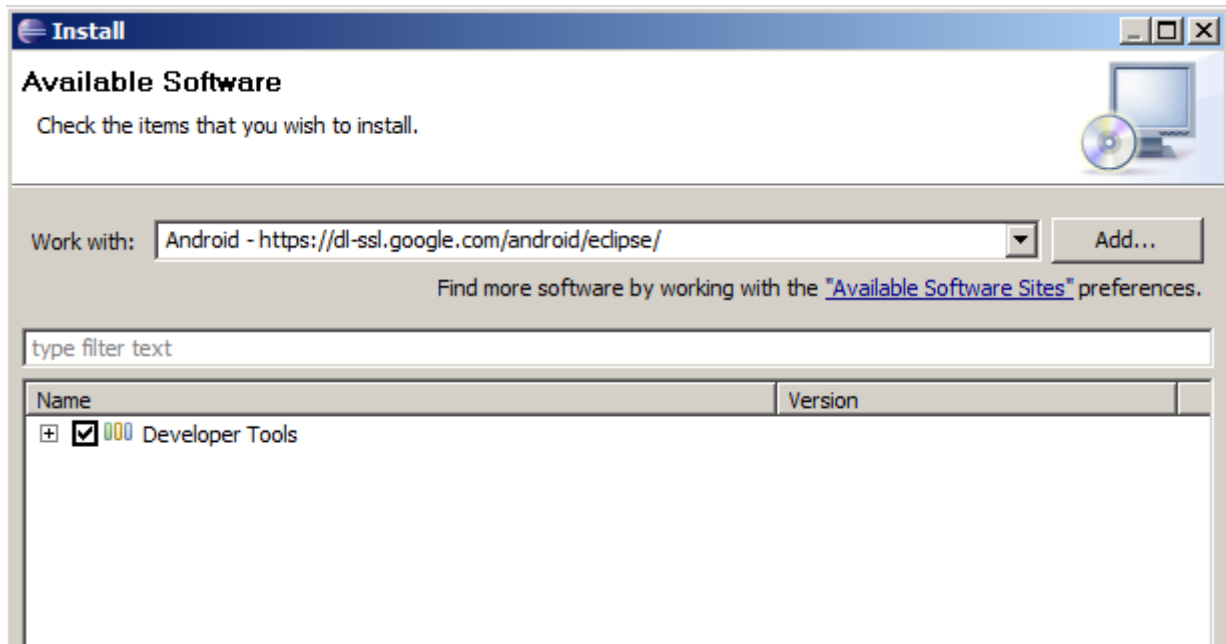 Install
Available Software
Check the items that you wish to install.
Work with: Android - https://dl-ssl.google.com/android/eclipse/ Add...
Find more software by working with the "Available Software Sites" preferences.
type filter text
Name Version
Developer Tools